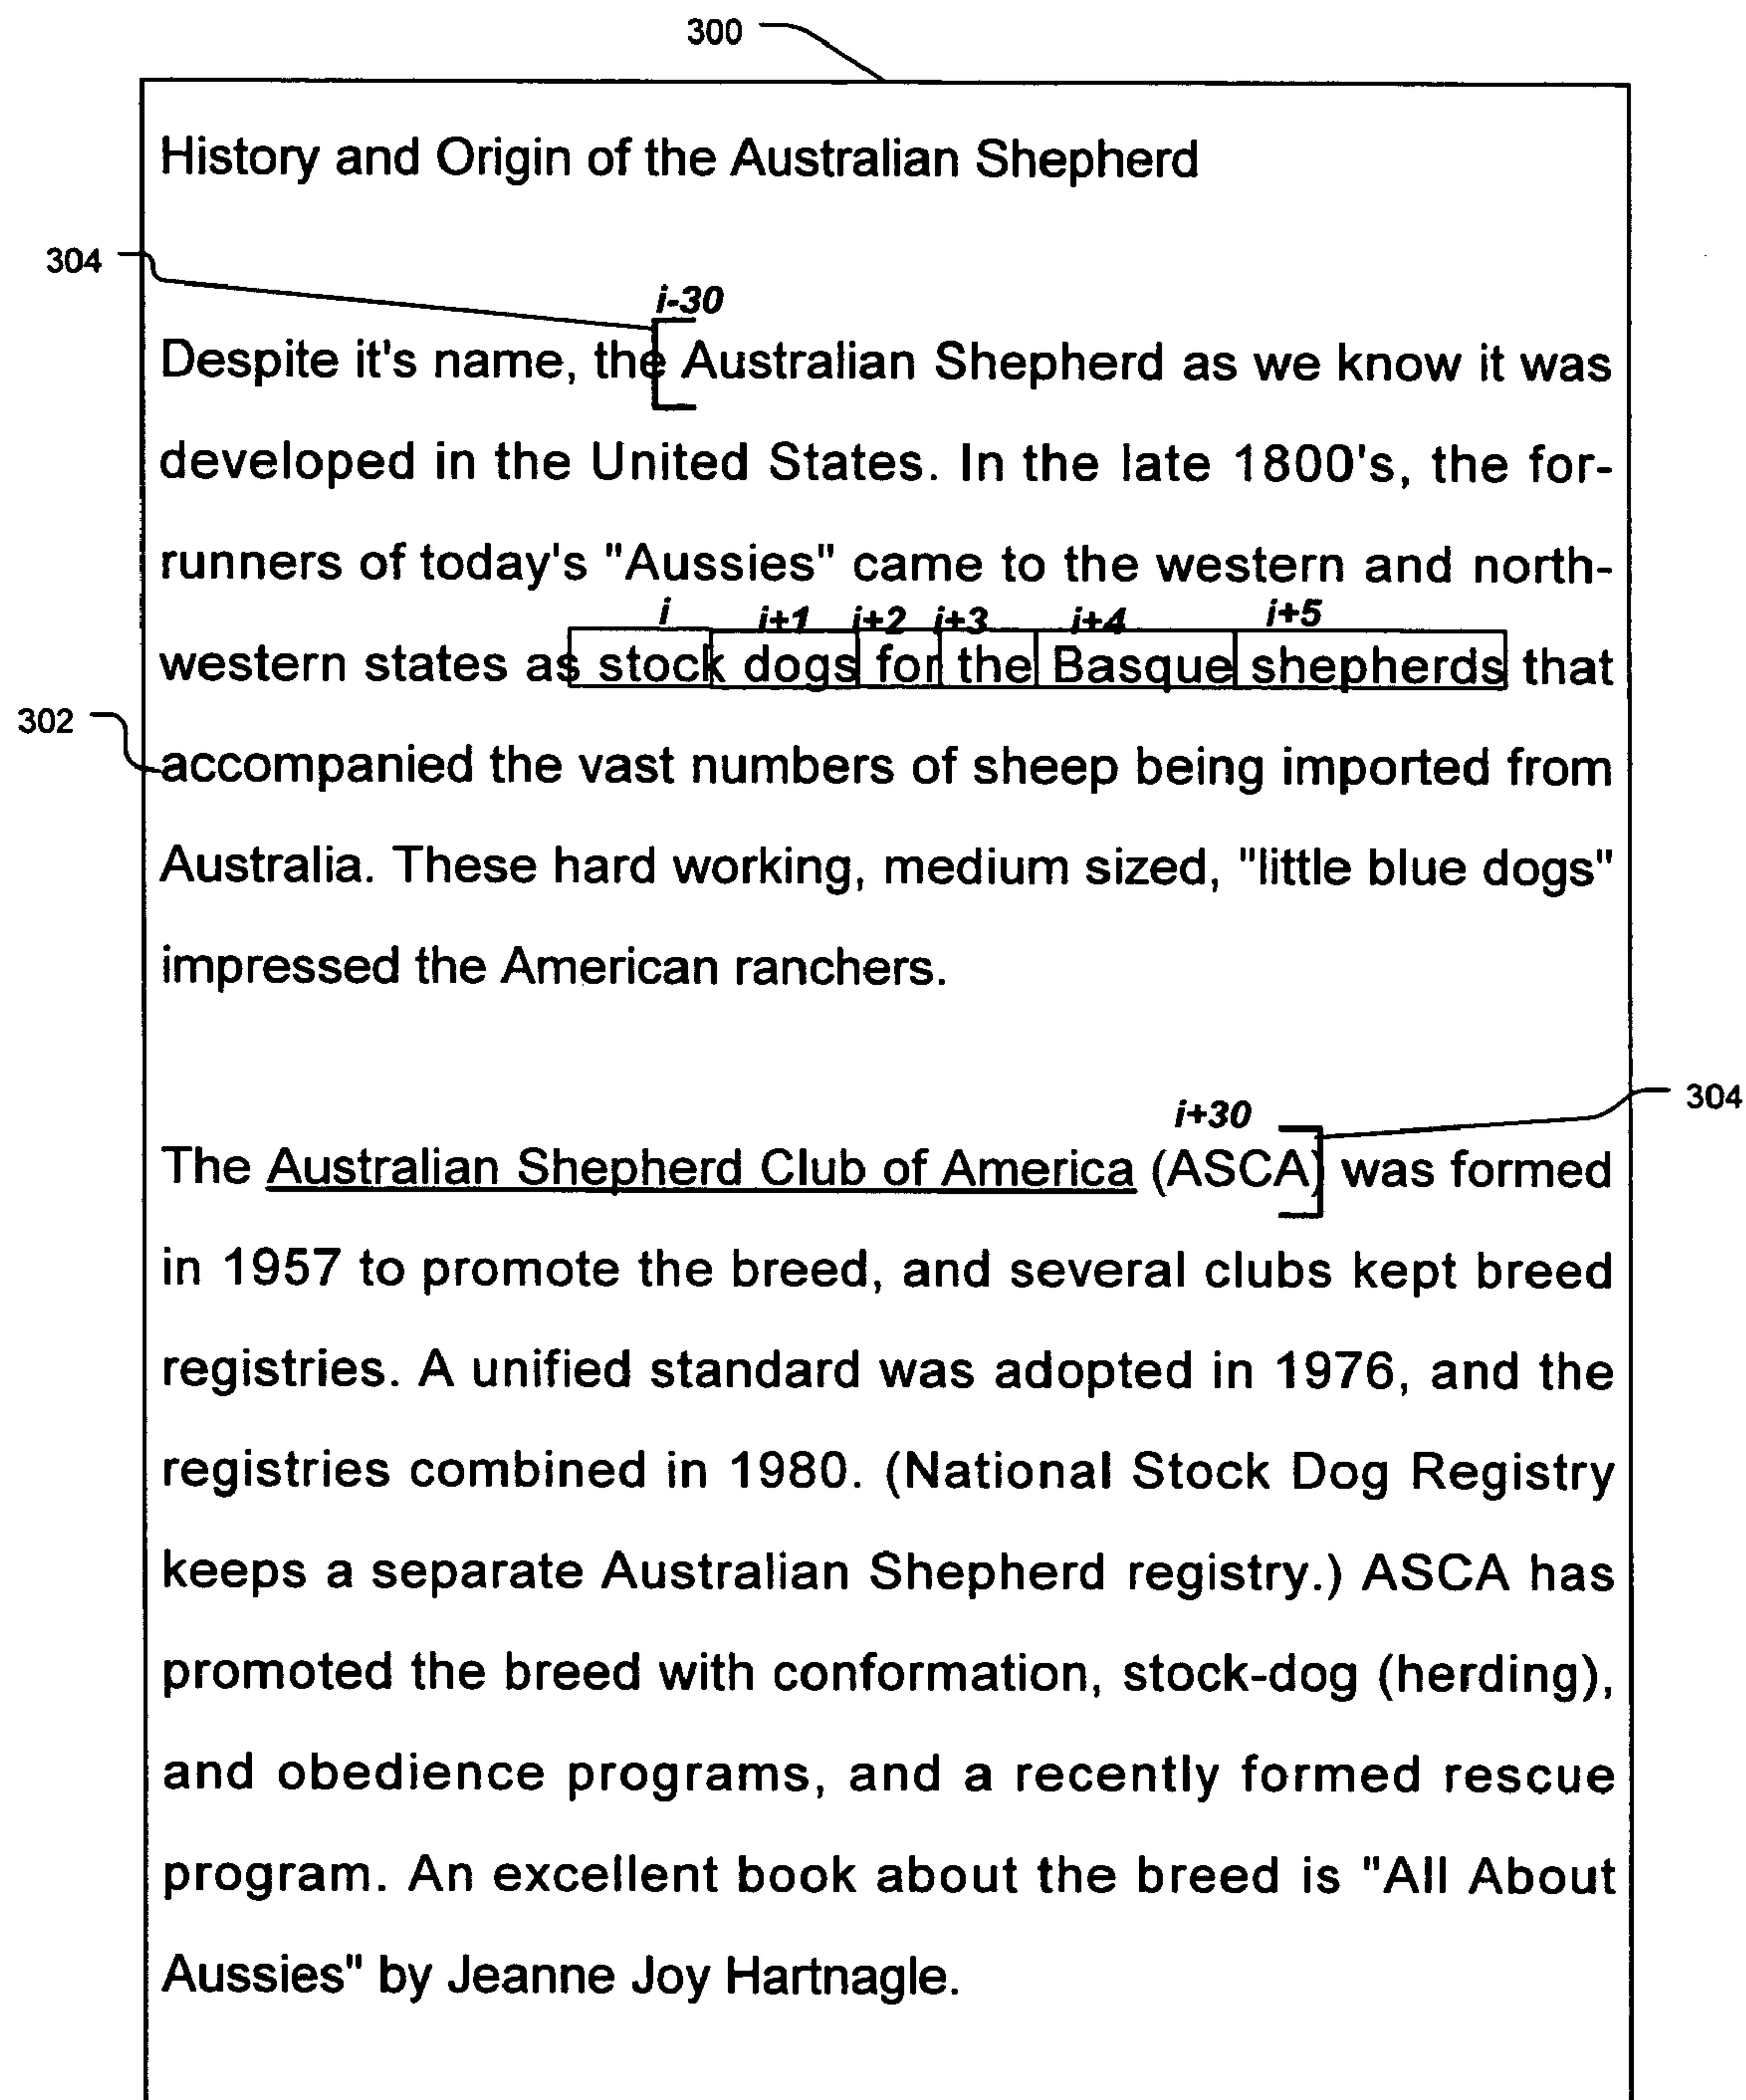 300
History and Origin of the Australian Shepherd
304
i-30
Despite it's name, the Australian Shepherd as we know it was
developed in the United States. In the late 1800's, the for-
runners of today's "Aussies" came to the western and north-
i i+1 i+2 i+3 i+4 i+5
western states as stock dogs for the Basque shepherds that
302
accompanied the vast numbers of sheep being imported from
Australia. These hard working, medium sized, "little blue dogs"
impressed the American ranchers.
i+30
304
The Australian Shepherd Club of America (ASCA) was formed
in 1957 to promote the breed, and several clubs kept breed
registries. A unified standard was adopted in 1976, and the
registries combined in 1980. (National Stock Dog Registry
keeps a separate Australian Shepherd registry.) ASCA has
promoted the breed with conformation, stock-dog (herding),
and obedience programs, and a recently formed rescue
program. An excellent book about the breed is "All About
Aussies" by Jeanne Joy Hartnagle.